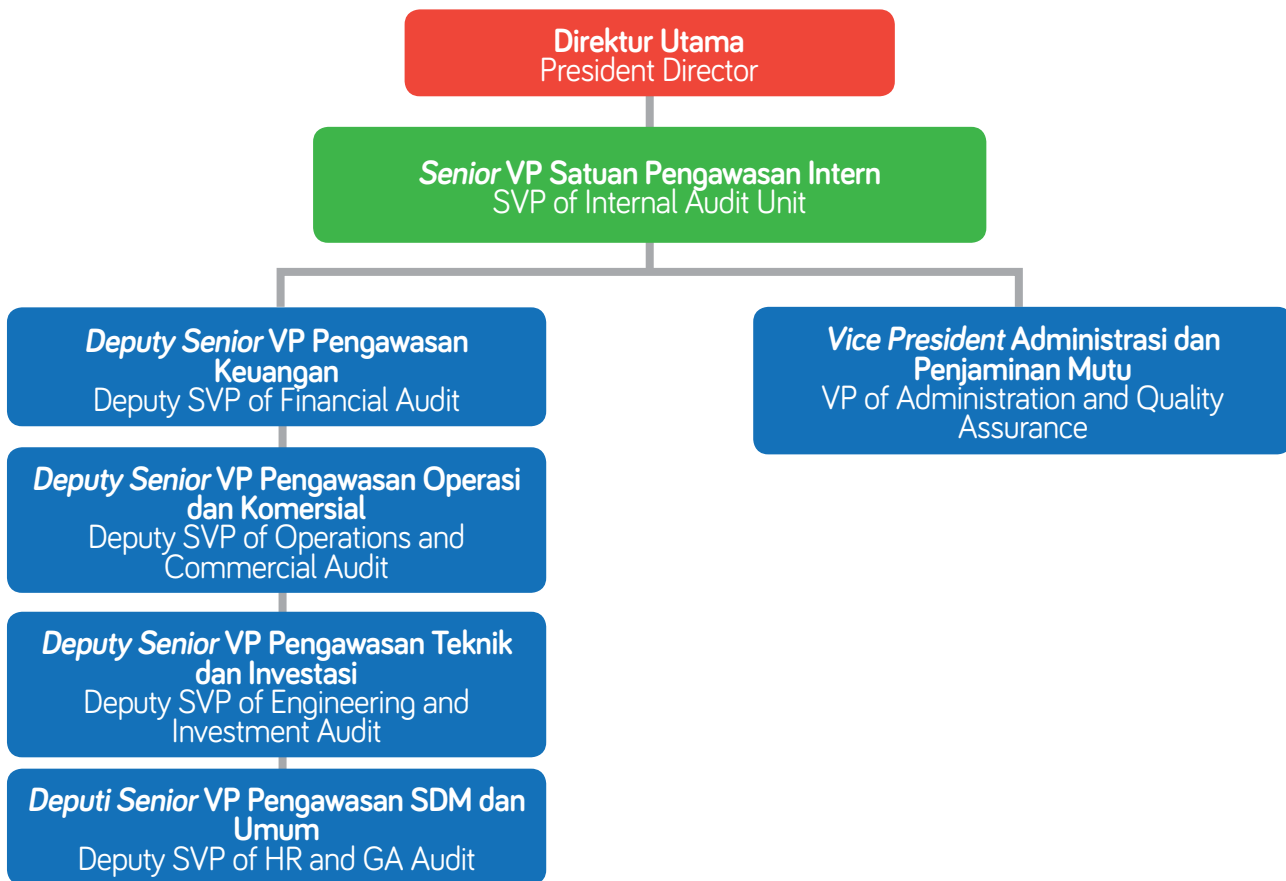 Direktur Utama
President Director
Senior VP Satuan Pengawasan Intern
SVP of Internal Audit Unit
Deputy Senior VP Pengawasan
Keuangan
Deputy SVP of Financial Audit
Vice President Administrasi dan
Penjaminan Mutu
VP of Administration and Quality
Assurance
Deputy Senior VP Pengawasan Operasi
dan Komersial
Deputy SVP of Operations and
Commercial Audit
Deputy Senior VP Pengawasan Teknik
dan Investasi
Deputy SVP of Engineering and
Investment Audit
Deputi Senior VP Pengawasan SDM dan
Umum
Deputy SVP of HR and GA Audit